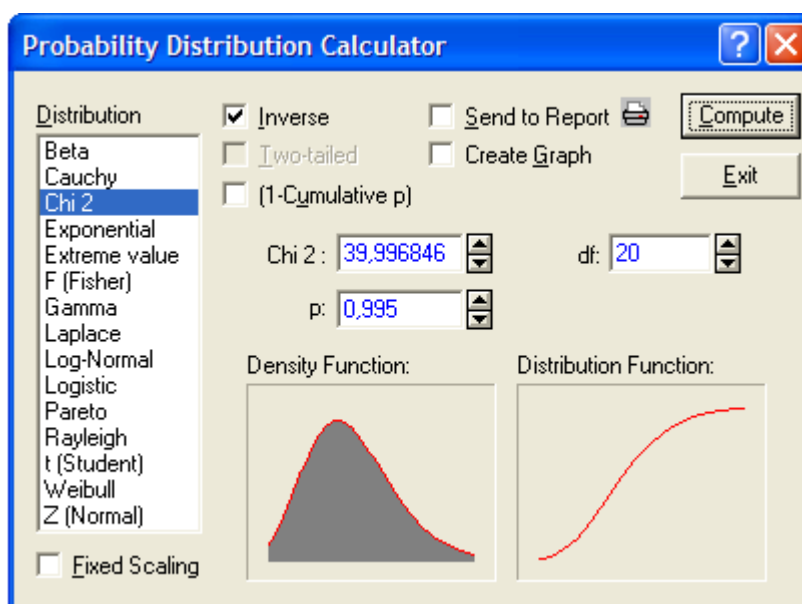 Probability Distribution Calculator
Distribution
Beta
Cauchy
Chi 2
Exponential
Extreme value
F (Fisher)
Gamma
Laplace
Log-Normal
Logistic
Pareto
Rayleigh
t (Student)
Weibull
Z (Normal)
Fixed Scaling
Inverse
Two-tailed
(1-Cumulative p)
Send to Report
Create Graph
Compute
Exit
Chi 2 : 39,996846
df: 20
p: 0,995
Density Function:
Distribution Function: